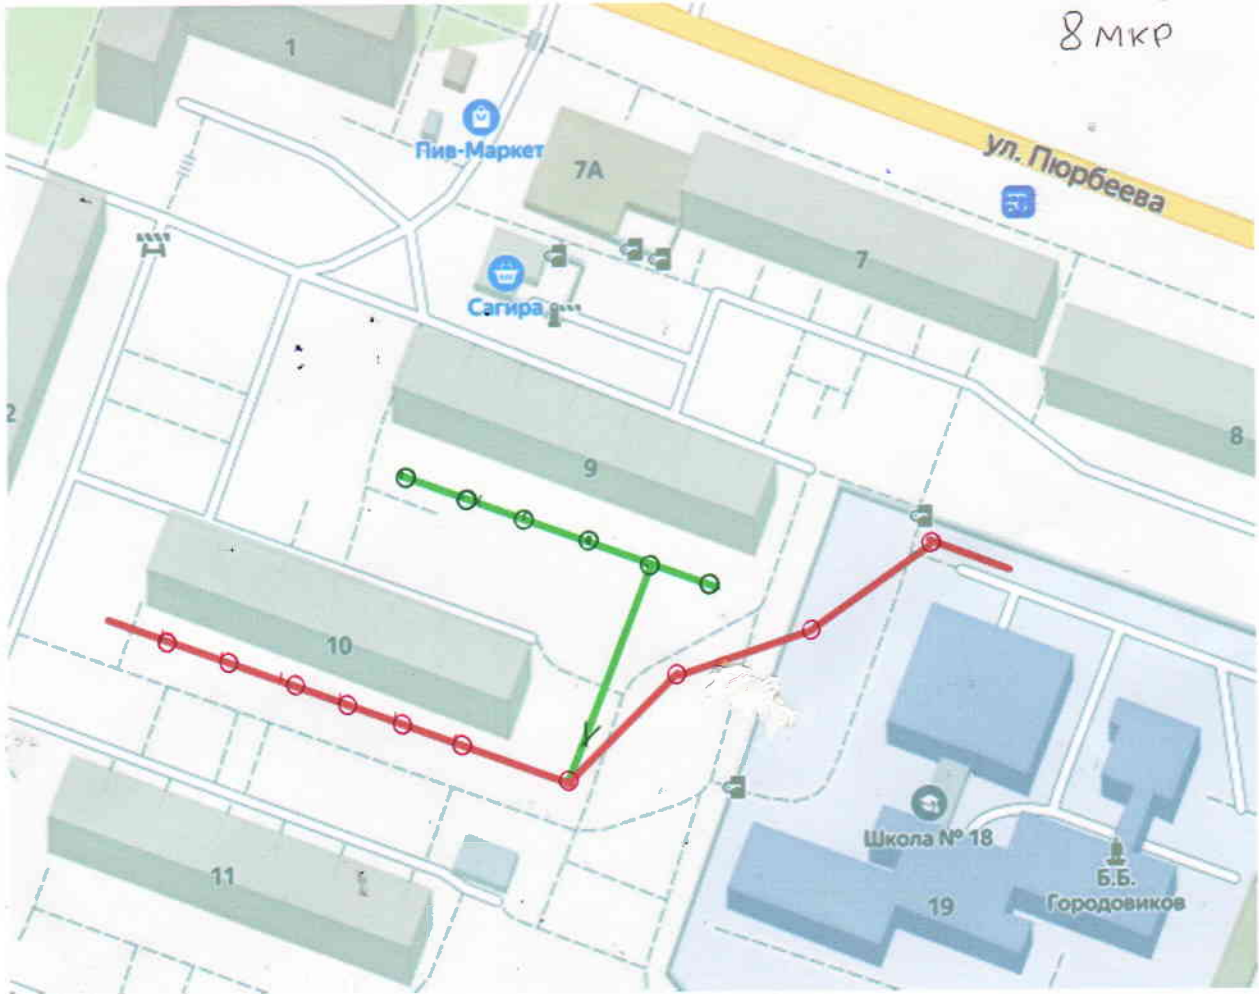 8 мкр
1
Пив-Маркет
ул. Пюрбеева
7А
7
Сагира
2
8
9
10
Школа № 18
11
Б.Б.
Городовиков
19